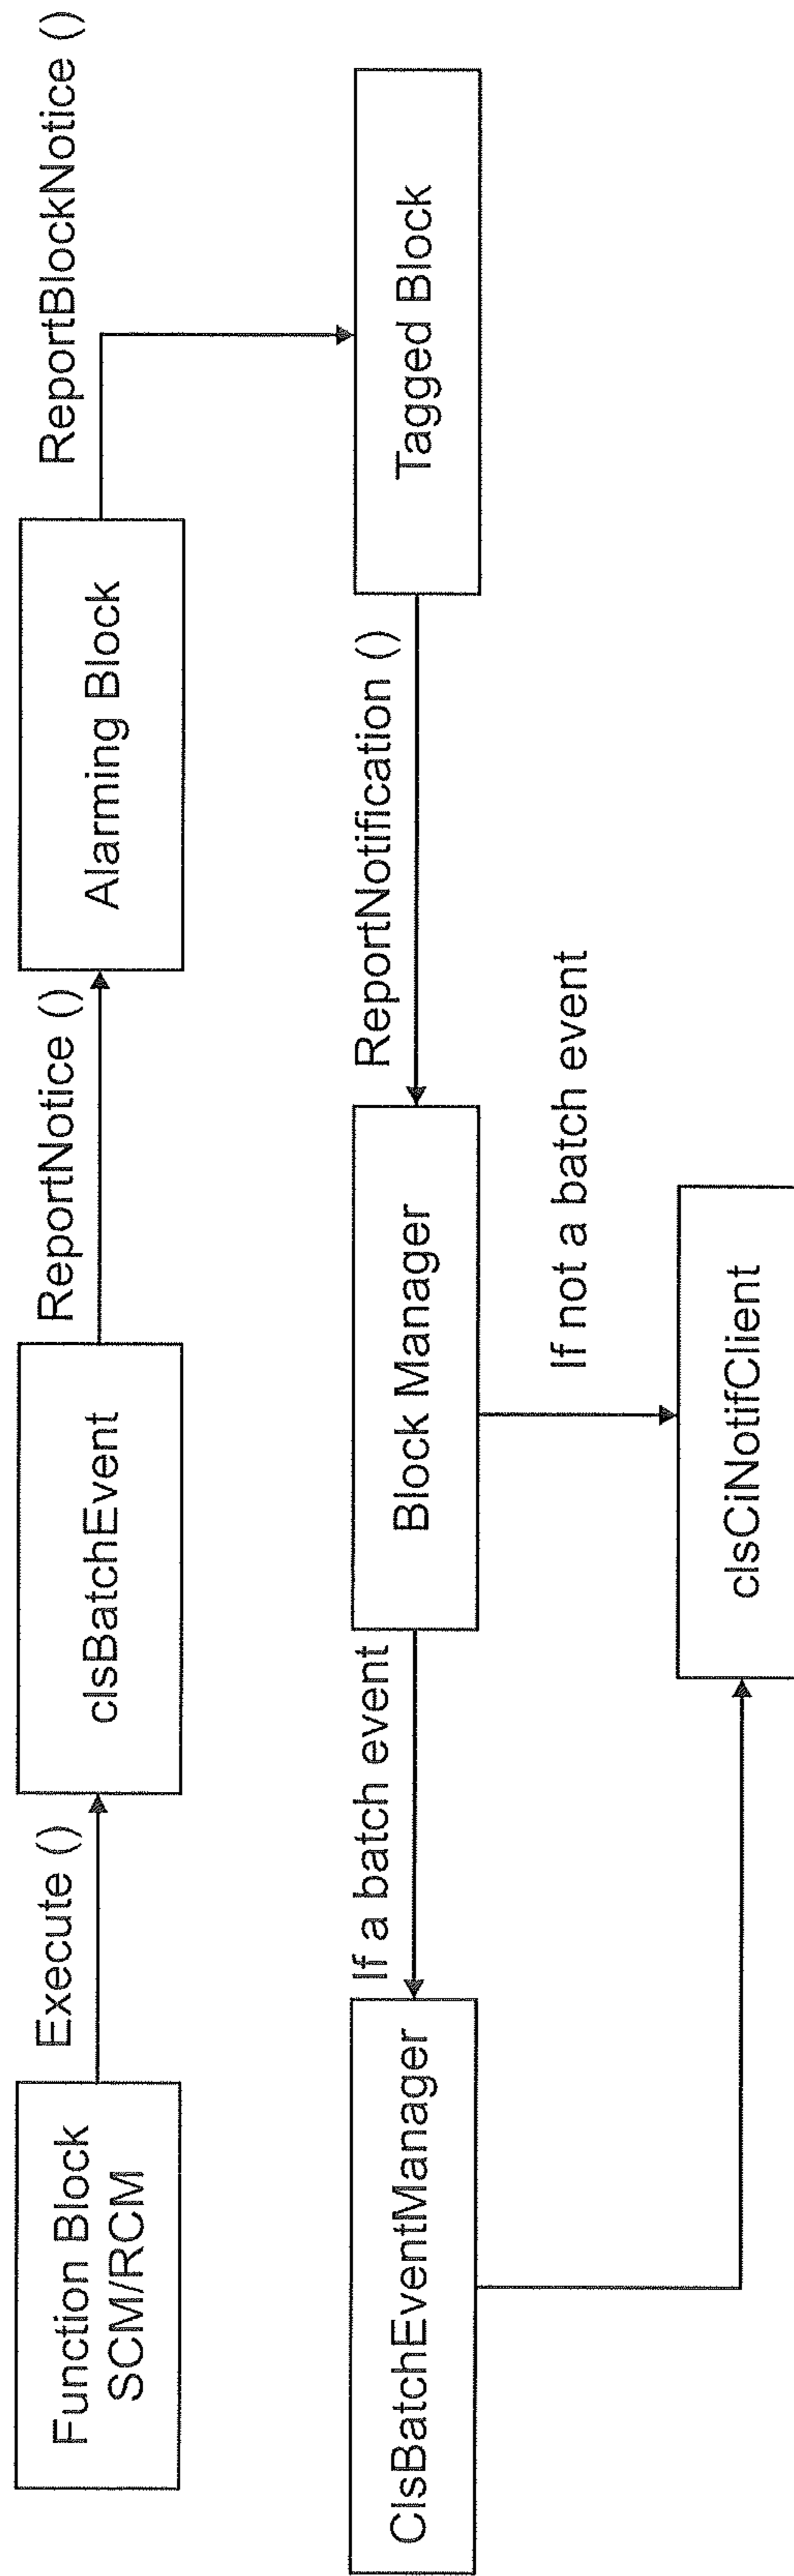 Function Block
SCM/RCM
Execute ()
clsBatchEvent
ReportNotice ()
Alarming Block
ReportBlockNotice ()
Tagged Block
ReportNotification ()
Block Manager
If a batch event
ClsBatchEventManager
If not a batch event
clsCiNotifClient